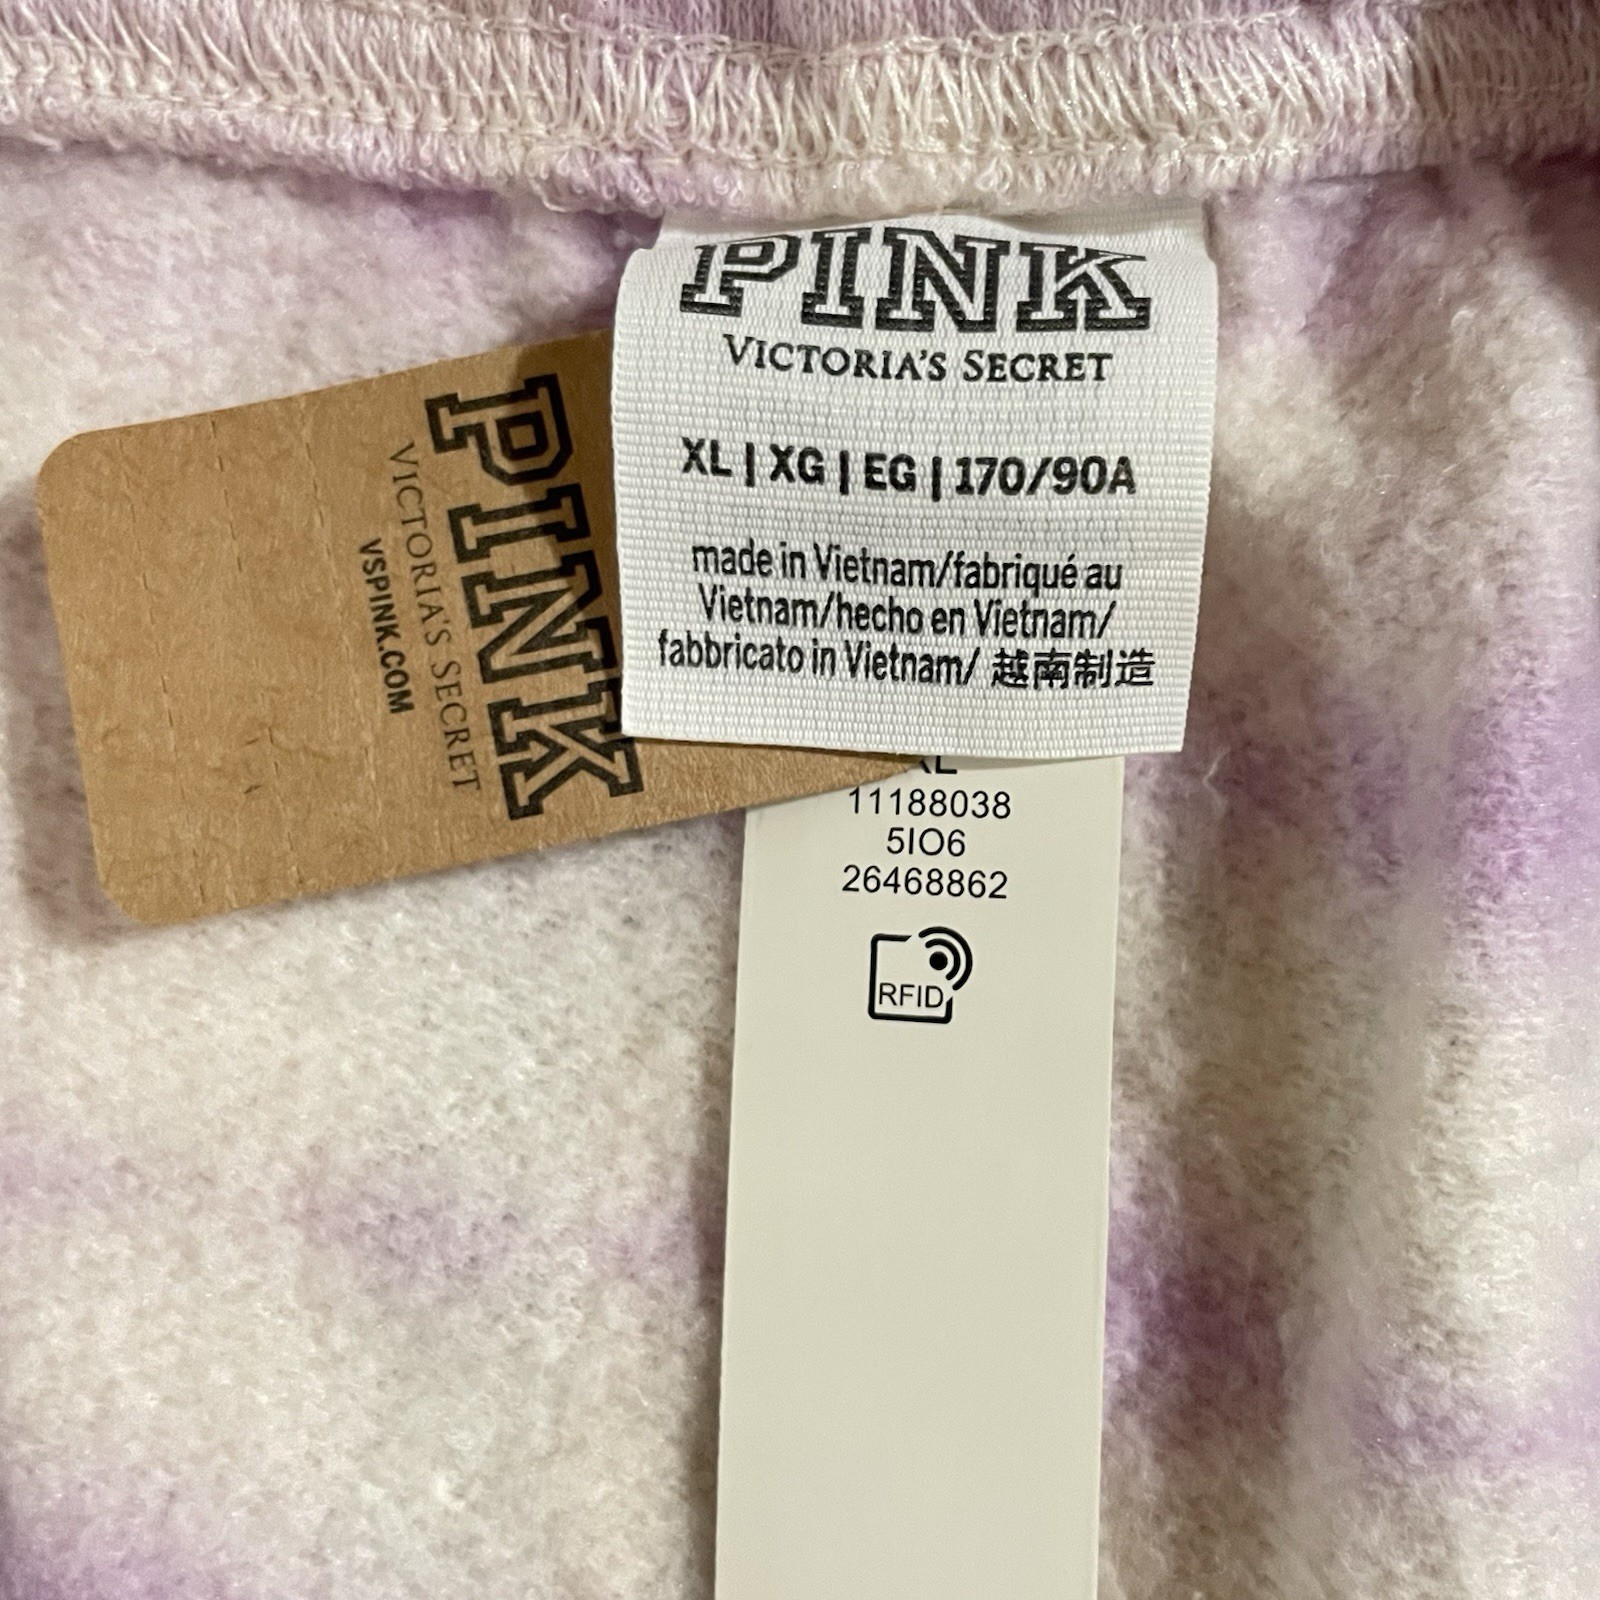 PINK
VICTORIA'S SECRET
XL | XG | EG | 170/90A
made in Vietnam/fabriqué au
Vietnam/hecho en Vietnam/
fabbricato in Vietnam/ 越南制造
PINK
VICTORIA'S SECRET
VSPINK.COM
XL
11188038
5IO6
26468862
RFID